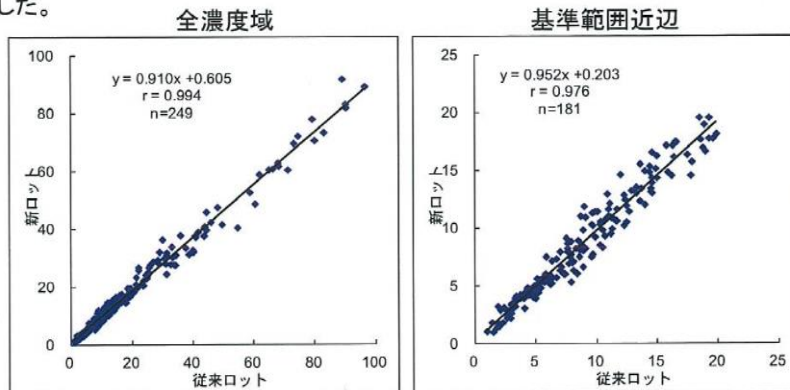 した。
全濃度域
基準範囲近辺
100
80
60
40
20
0
新ロット
y = 0.910x +0.605
r = 0.994
n=249
0 20 40 60 80 100
従来ロット
25
20
15
10
5
0
新ロット
y = 0.952x +0.203
r = 0.976
n=181
0 5 10 15 20 25
従来ロット